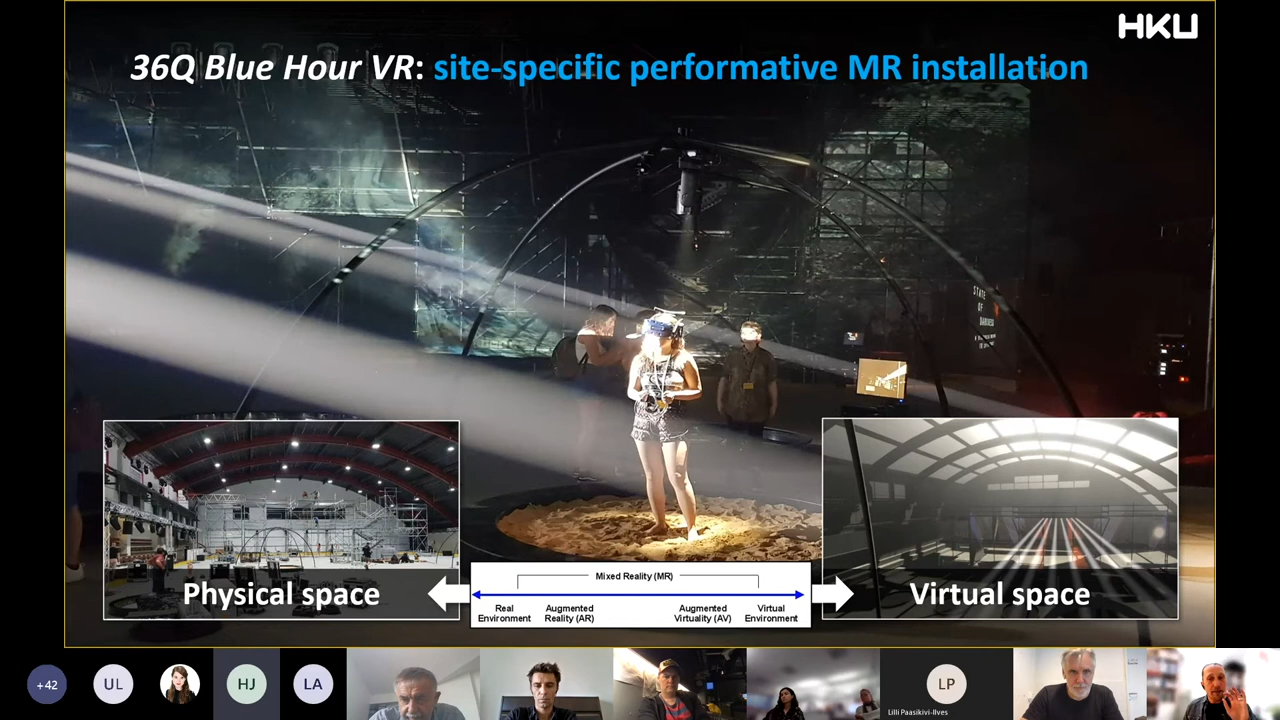 HKU
36Q Blue Hour VR: site-specific performative MR installation
STATE
OF
DARKNESS
Physical space
Mixed Reality (MR)
Real
Environment
Augmented
Reality (AR)
Augmented
Virtuality (AV)
Virtual
Environment
Virtual space
+42
UL
HJ
LA
LP
Lilli Paasikivi-Ilves